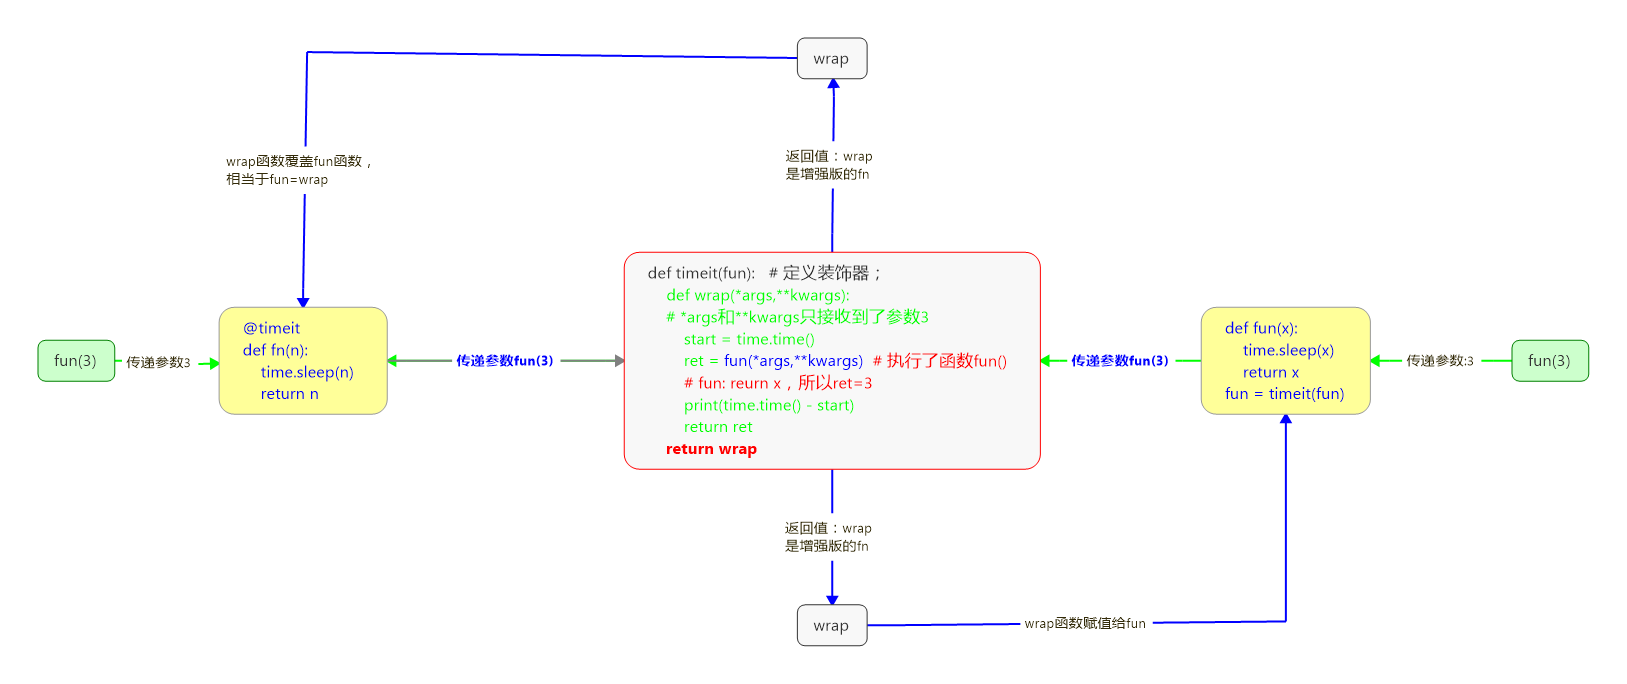 wrap
wrap函数覆盖fun函数，
相当于fun=wrap
返回值：wrap
是增强版的fn
fun(3)
传递参数3
@timeit
def fn(n):
time.sleep(n)
return n
传递参数fun(3)
def timeit(fun):   # 定义装饰器；
def wrap(*args,**kwargs):
# *args和**kwargs只接收到了参数3
start = time.time()
ret = fun(*args,**kwargs)  # 执行了函数fun()
# fun: reurn x，所以ret=3
print(time.time() - start)
return ret
return wrap
传递参数fun(3)
def fun(x):
time.sleep(x)
return x
fun = timeit(fun)
传递参数:3
fun(3)
返回值：wrap
是增强版的fn
wrap
wrap函数赋值给fun